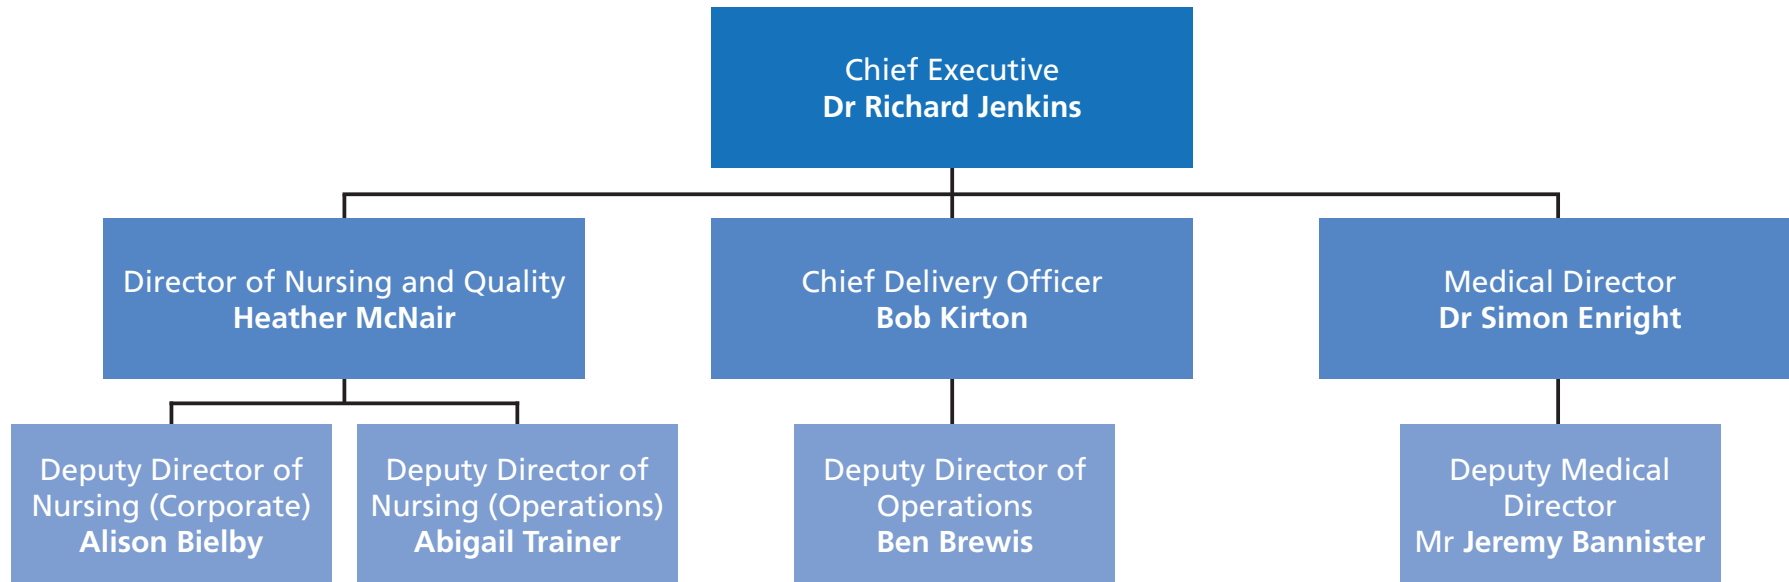 Chief Executive
Dr Richard Jenkins
Director of Nursing and Quality
Heather McNair
Chief Delivery Officer
Bob Kirton
Medical Director
Dr Simon Enright
Deputy Director of
Nursing (Corporate)
Alison Bielby
Deputy Director of
Nursing (Operations)
Abigail Trainer
Deputy Director of
Operations
Ben Brewis
Deputy Medical
Director
Mr Jeremy Bannister